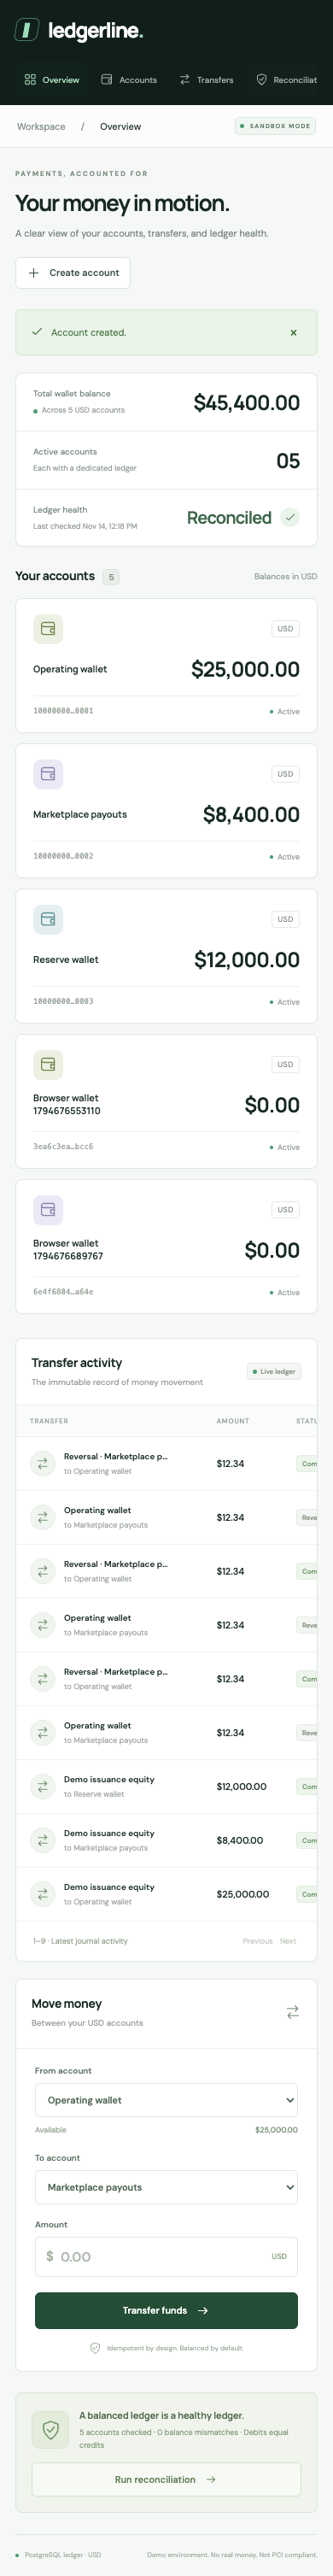 ledgerline.
Overview
Accounts
Transfers
Reconciliat
Workspace / Overview
SANDBOX MODE
PAYMENTS, ACCOUNTED FOR
Your money in motion.
A clear view of your accounts, transfers, and ledger health.
Create account
Account created.
×
Total wallet balance
Across 5 USD accounts
$45,400.00
Active accounts
Each with a dedicated ledger
05
Ledger health
Last checked Nov 14, 12:18 PM
Reconciled
Your accounts 5
Balances in USD
USD
Operating wallet
$25,000.00
10000000…0001
Active
USD
Marketplace payouts
$8,400.00
10000000…0002
Active
USD
Reserve wallet
$12,000.00
10000000…0003
Active
USD
Browser wallet
1794676553110
$0.00
3ea6c3ea…bcc6
Active
USD
Browser wallet
1794676689767
$0.00
6e4f6804…a64e
Active
Transfer activity
The immutable record of money movement
Live ledger
TRANSFER AMOUNT STATU
Reversal · Marketplace p…
to Operating wallet
$12.34
Com
Operating wallet
to Marketplace payouts
$12.34
Reve
Reversal · Marketplace p…
to Operating wallet
$12.34
Com
Operating wallet
to Marketplace payouts
$12.34
Reve
Reversal · Marketplace p…
to Operating wallet
$12.34
Com
Operating wallet
to Marketplace payouts
$12.34
Reve
Demo issuance equity
to Reserve wallet
$12,000.00
Com
Demo issuance equity
to Marketplace payouts
$8,400.00
Com
Demo issuance equity
to Operating wallet
$25,000.00
Com
1–9 · Latest journal activity
Previous Next
Move money
Between your USD accounts
From account
Operating wallet
Available $25,000.00
To account
Marketplace payouts
Amount
$ 0.00 USD
Transfer funds →
Idempotent by design. Balanced by default.
A balanced ledger is a healthy ledger.
5 accounts checked · 0 balance mismatches · Debits equal
credits
Run reconciliation →
PostgreSQL ledger · USD
Demo environment. No real money. Not PCI compliant.